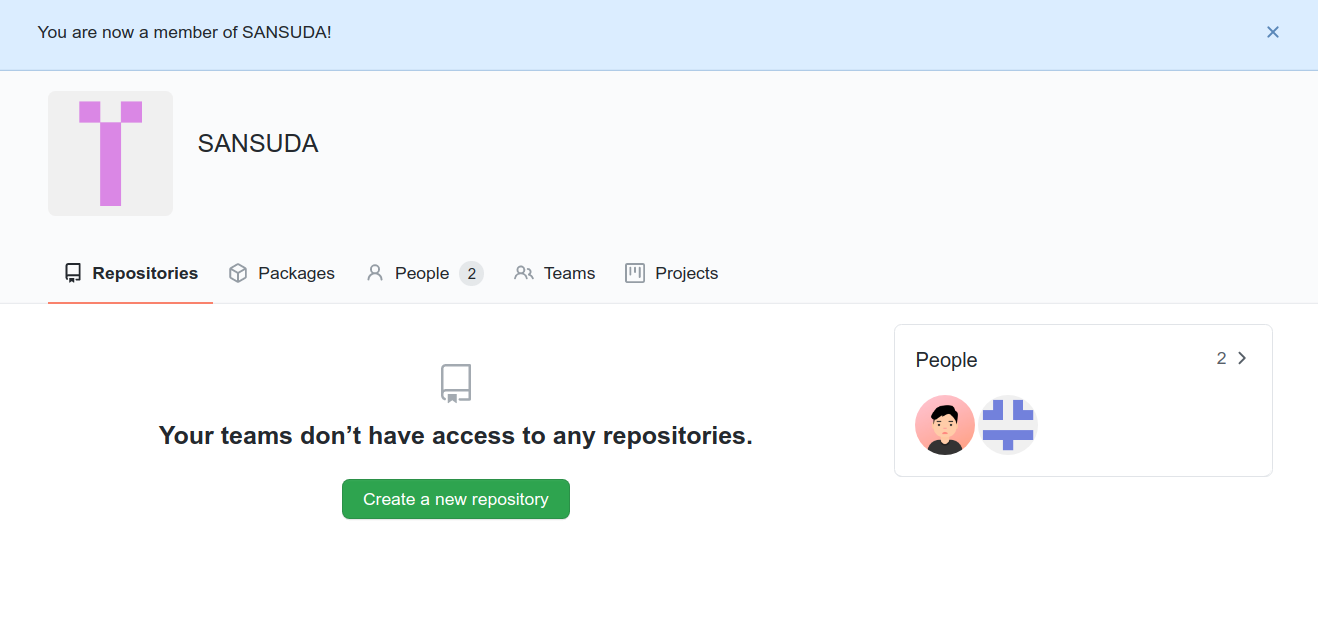 You are now a member of SANSUDA!
SANSUDA
Repositories Packages People 2 Teams Projects
People 2
Your teams don’t have access to any repositories.
Create a new repository